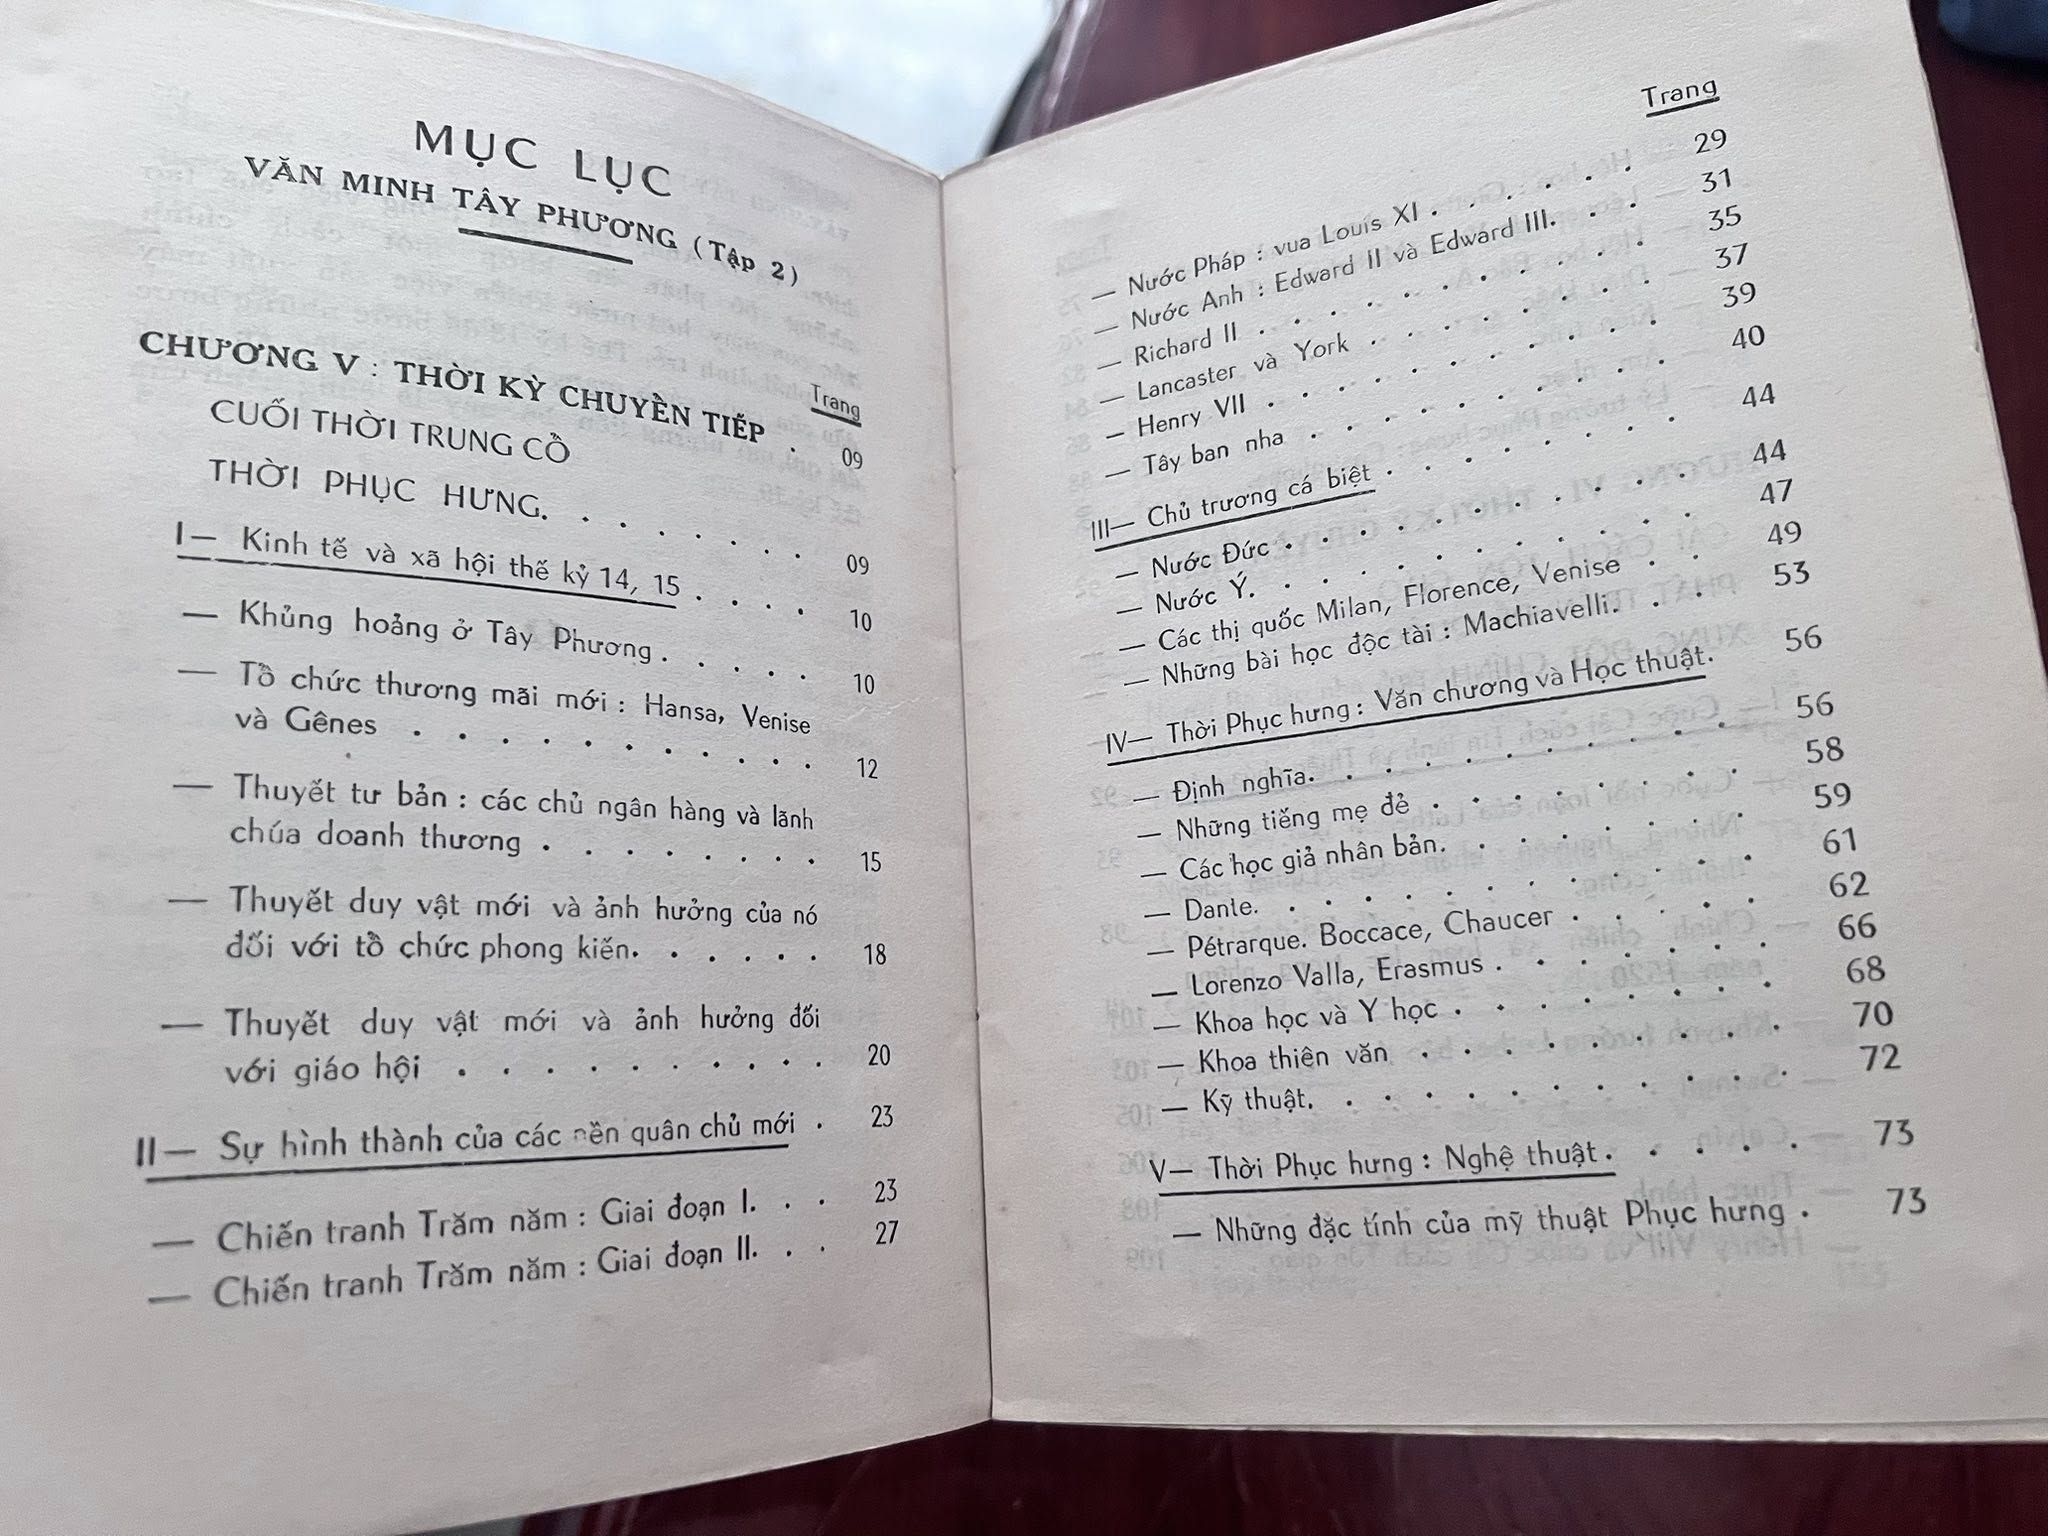 MỤC LỤC
VĂN MINH TÂY PHƯƠNG (Tập 2)
Trang
CHƯƠNG V : THỜI KỲ CHUYỂN TIẾP . 09
CUỐI THỜI TRUNG CỔ
THỜI PHỤC HƯNG. . . . . . . . 09
I — Kinh tế và xã hội thế kỷ 14, 15 . . . . 10
— Khủng hoảng ở Tây Phương . . . . . 10
— Tổ chức thương mãi mới : Hansa, Venise
và Gênes . . . . . . . . . . 12
— Thuyết tư bản : các chủ ngân hàng và lãnh
chúa doanh thương . . . . . . . . 15
— Thuyết duy vật mới và ảnh hưởng của nó
đối với tổ chức phong kiến. . . . . . 18
— Thuyết duy vật mới và ảnh hưởng đối
với giáo hội . . . . . . . . . 20
II — Sự hình thành của các nền quân chủ mới . 23
— Chiến tranh Trăm năm : Giai đoạn I. . . 23
— Chiến tranh Trăm năm : Giai đoạn II. . . 27
Trang
— Nước Pháp : vua Louis XI . . . . . . 29
— Nước Anh : Edward II và Edward III. . . 31
— Richard II . . . . . . . . . 35
— Lancaster và York . . . . . . . . 37
— Henry VII . . . . . . . . . . 39
— Tây ban nha . . . . . . . . . 40
III — Chủ trương cá biệt . . . . . . . 44
— Nước Đức . . . . . . . . . . 44
— Nước Ý. . . . . . . . . . . 47
— Các thị quốc Milan, Florence, Venise . . 49
— Những bài học độc tài : Machiavelli. . . 53
IV — Thời Phục hưng : Văn chương và Học thuật. 56
— Định nghĩa. . . . . . . . . . . 56
— Những tiếng mẹ đẻ . . . . . . . . 58
— Các học giả nhân bản. . . . . . . . 59
— Dante. . . . . . . . . . . . 61
— Pétrarque. Boccace, Chaucer . . . . . 62
— Lorenzo Valla, Erasmus . . . . . . . 66
— Khoa học và Y học . . . . . . . . 68
— Khoa thiên văn . . . . . . . . . 70
— Kỹ thuật. . . . . . . . . . . 72
V — Thời Phục hưng : Nghệ thuật . . . . . 73
— Những đặc tính của mỹ thuật Phục hưng . 73